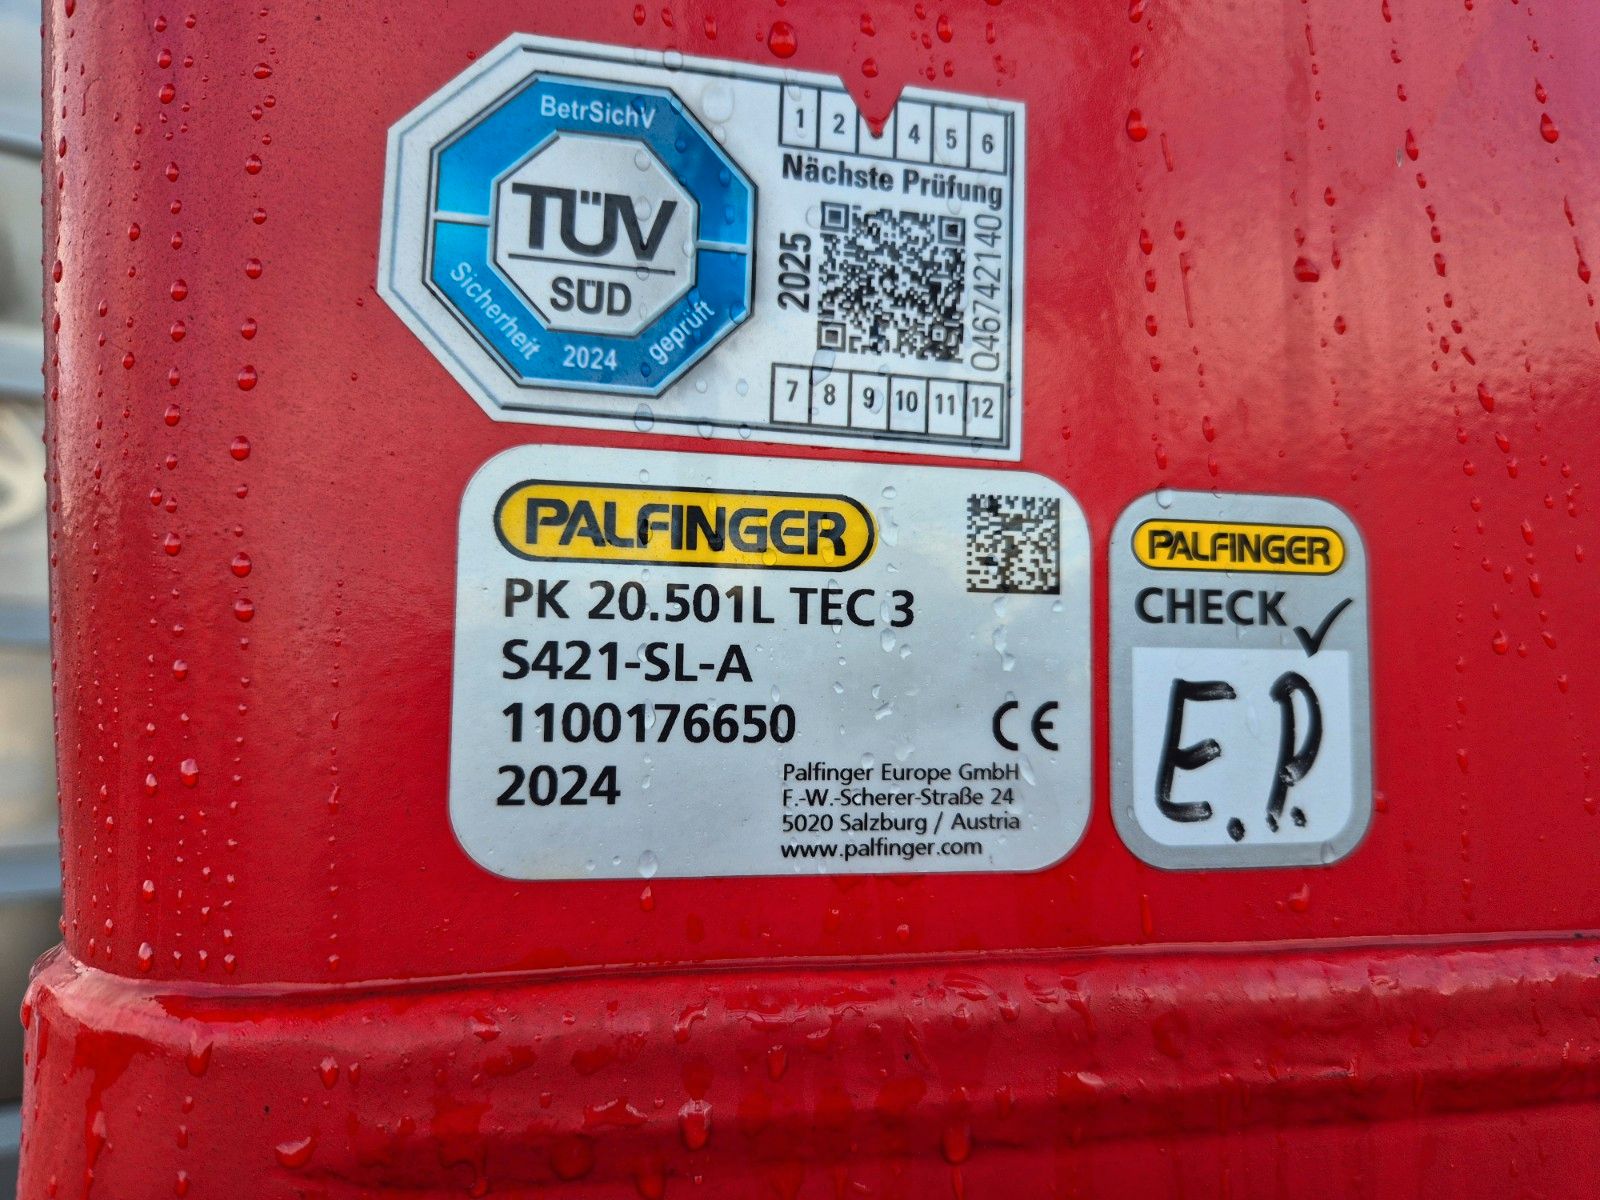 BetrSichV
TÜV
SÜD
Sicherheit
2024
geprüft
1 2 4 5 6
Nächste Prüfung
2025
Q46742140
7 8 9 10 11 12
PALFINGER
PK 20.501L TEC 3
S421-SL-A
1100176650
2024
CE
Palfinger Europe GmbH
F.-W.-Scherer-Straße 24
5020 Salzburg / Austria
www.palfinger.com
PALFINGER
CHECK ✓
E.P.